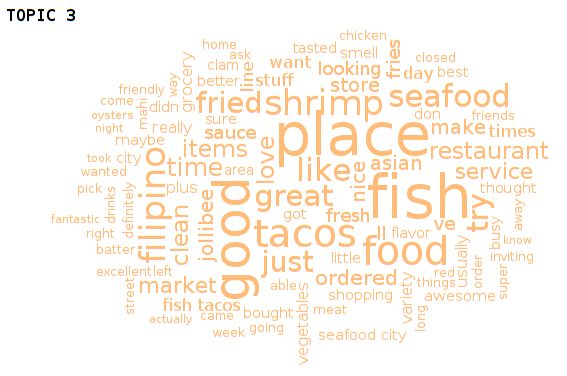 TOPIC 3
chicken
home
tasted
smell
closed
ask
clam
line
want
looking
fries
day
best
better
stuff
store
grocery
friendly
way
come
mahi
didn
fried
shrimp
seafood
oysters
night
sure
sauce
place
don
friends
make
times
really
maybe
items
love
like
nice
asian
restaurant
took
city
filipino
time
area
service
wanted
good
great
fish
thought
pick
drinks
definitely
plus
jollibee
got
fresh
try
away
fantastic
clean
tacos
ll
flavor
ve
busy
know
right
batter
just
food
usually
inviting
excellent
left
little
order
super
street
market
ables
ordered
red
things
variety
shopping
awesome
fish tacos
bought
vegetables
meat
long
actually
came
week
going
seafood city